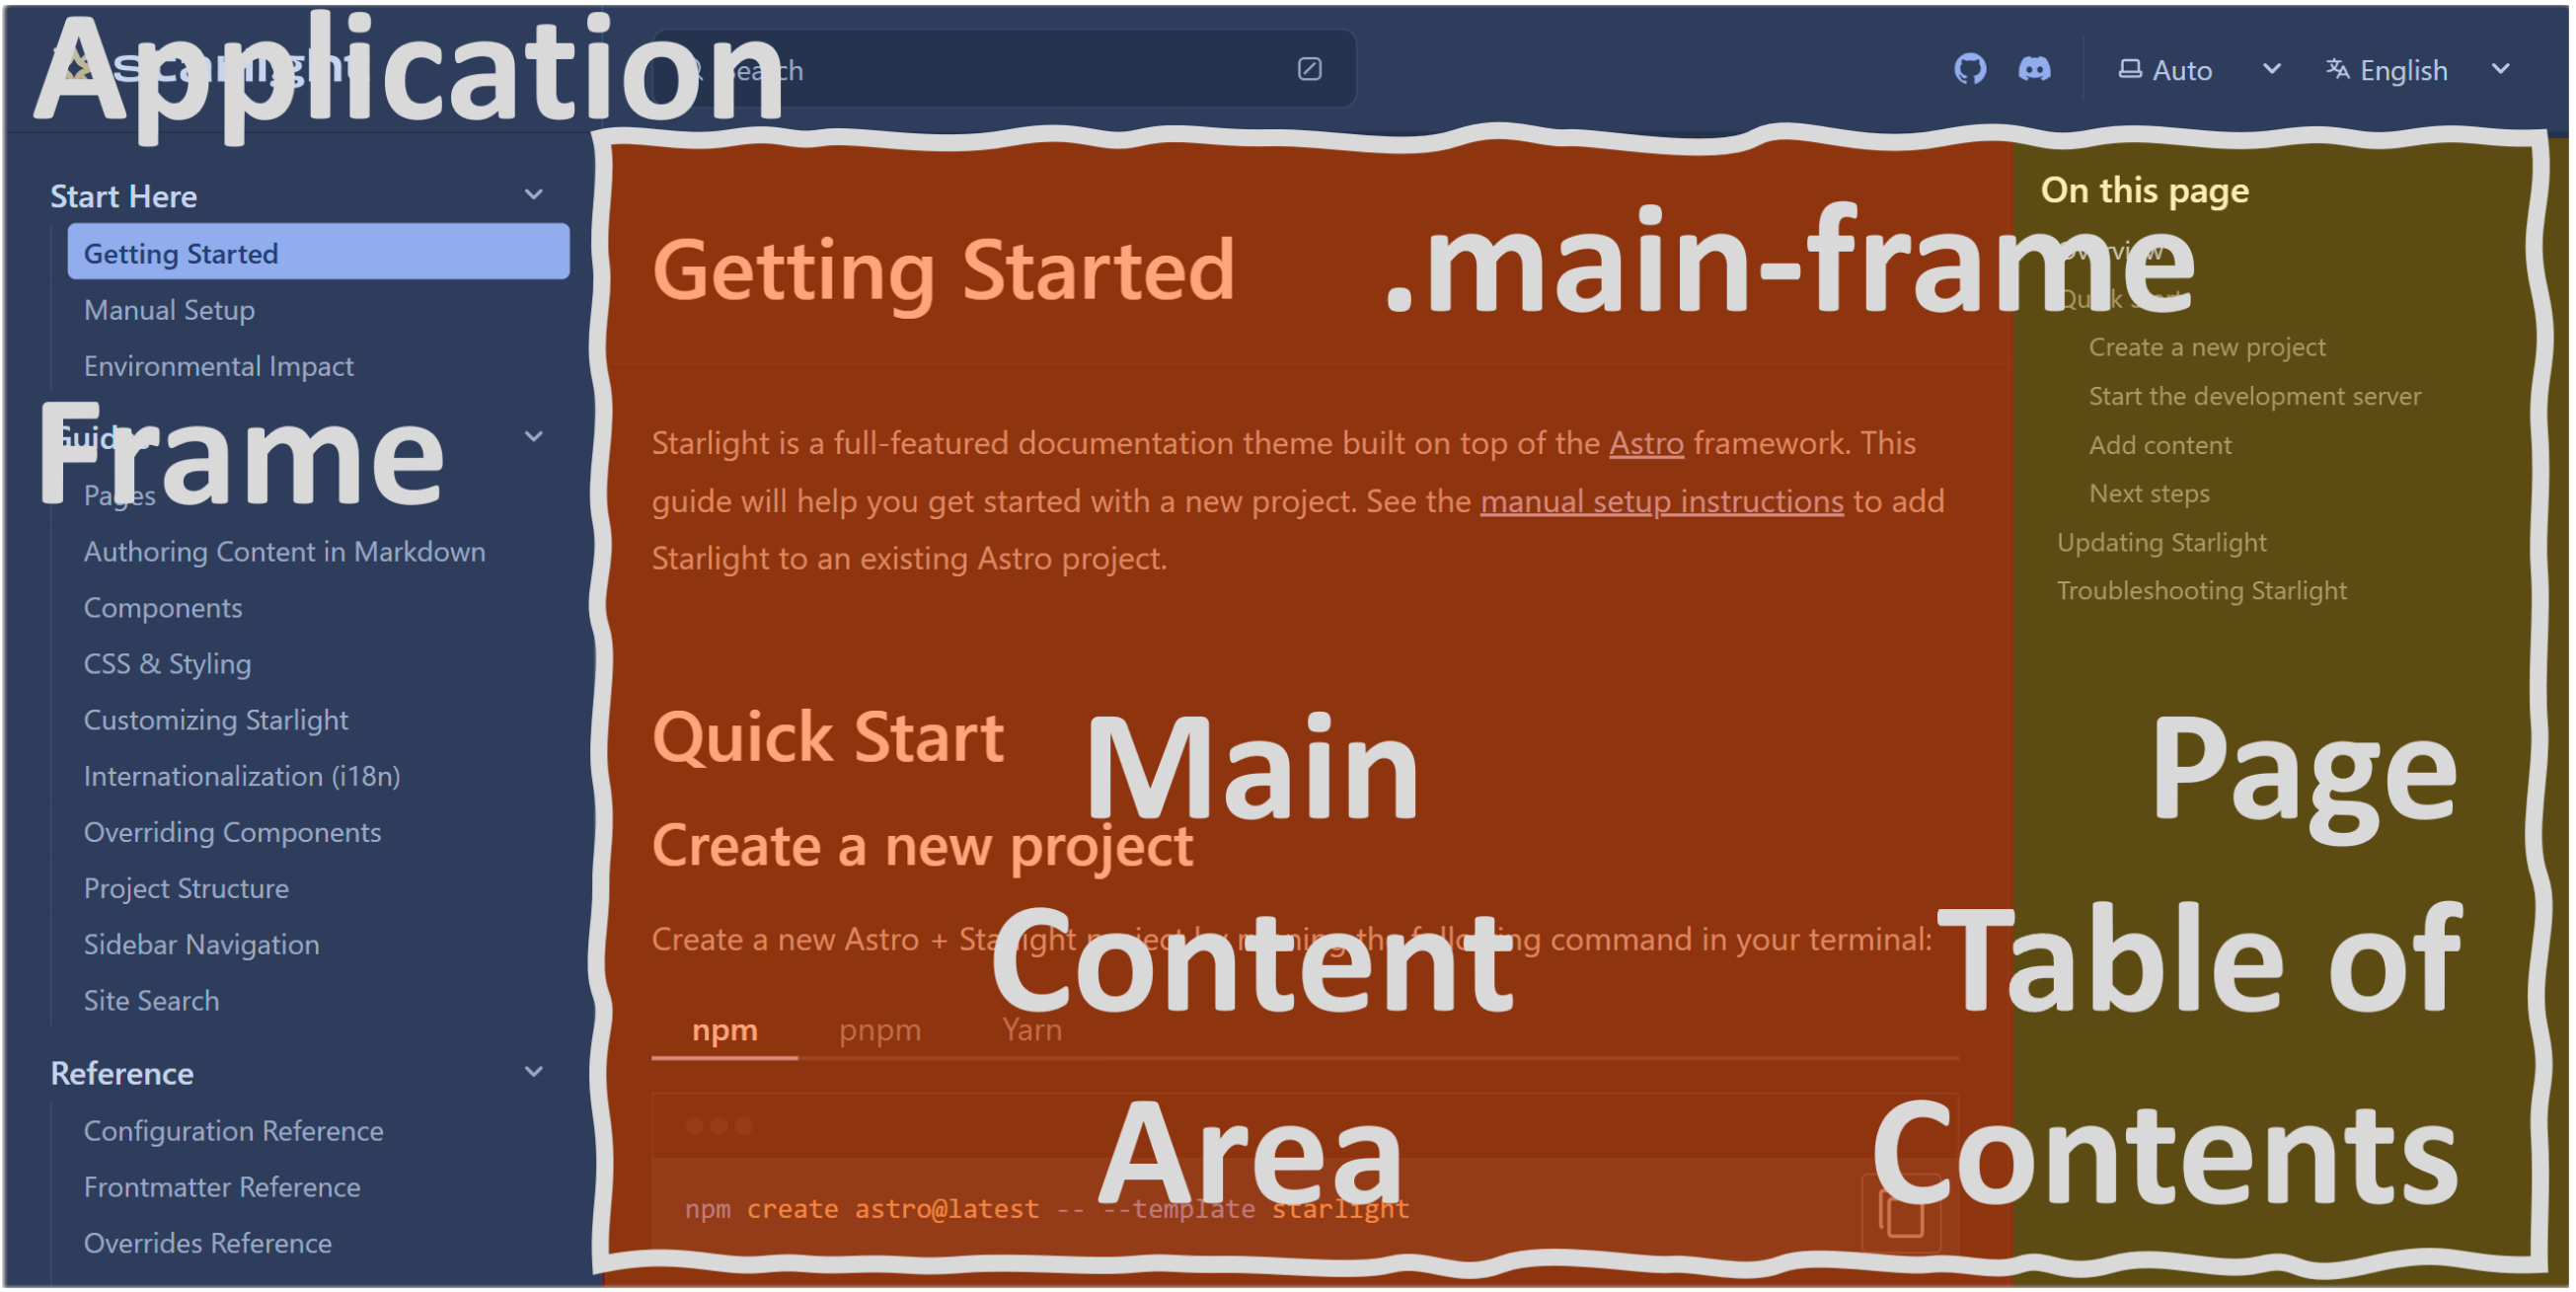 Application
Starlight
Search
Auto
English
Start Here
Getting Started
Manual Setup
Environmental Impact
Frame
Guides
Pages
Authoring Content in Markdown
Components
CSS & Styling
Customizing Starlight
Internationalization (i18n)
Overriding Components
Project Structure
Sidebar Navigation
Site Search
Reference
Configuration Reference
Frontmatter Reference
Overrides Reference
.main-frame
Getting Started
Starlight is a full-featured documentation theme built on top of the Astro framework. This
guide will help you get started with a new project. See the manual setup instructions to add
Starlight to an existing Astro project.
Quick Start
Main
Create a new project
Content
Create a new Astro + Starlight project by running the following command in your terminal:
npm pnpm Yarn
Area
npm create astro@latest -- --template starlight
On this page
Overview
Quick Start
Create a new project
Start the development server
Add content
Next steps
Updating Starlight
Troubleshooting Starlight
Page
Table of
Contents